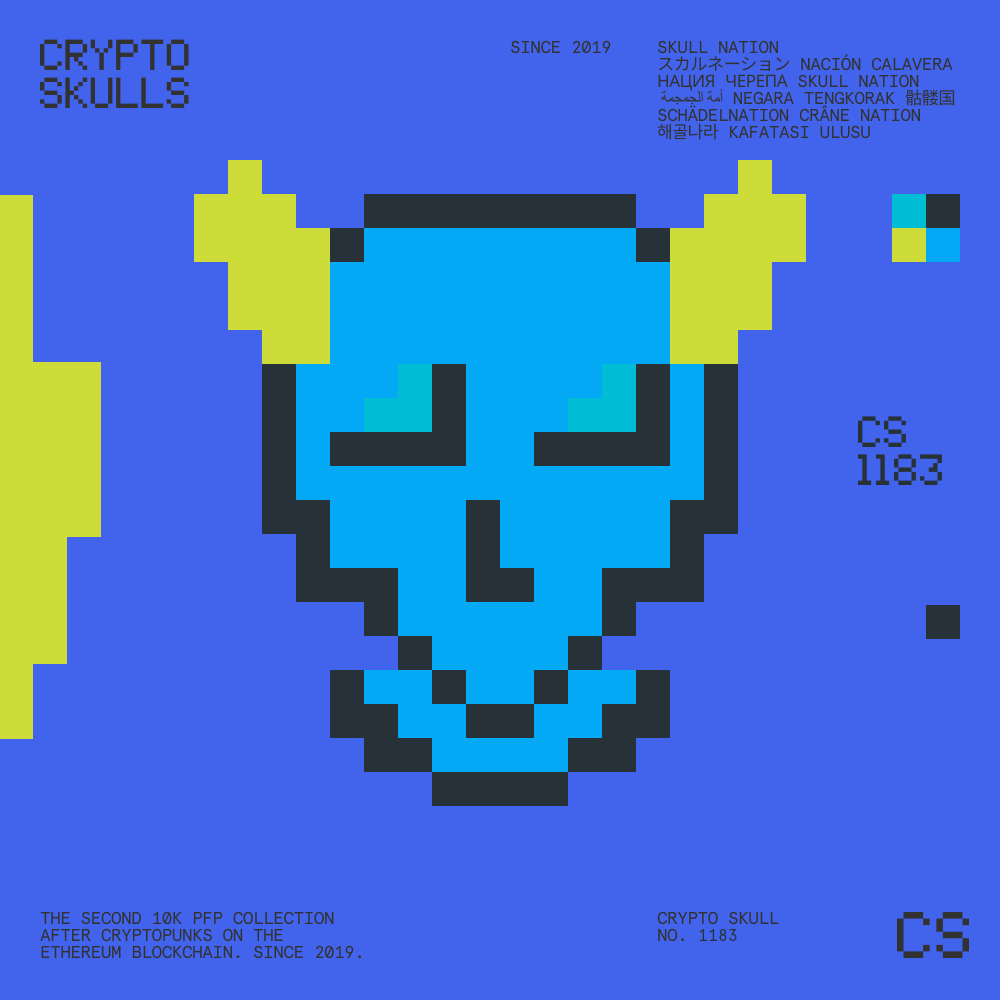 CRYPTO
SKULLS
SINCE 2019
SKULL NATION
スカルネーション NACIÓN CALAVERA
НАЦИЯ ЧЕРЕПА SKULL NATION
أمة الجمجمة NEGARA TENGKORAK 骷髅国
SCHÄDELNATION CRÂNE NATION
해골나라 KAFATASI ULUSU
CS
1183
THE SECOND 10K PFP COLLECTION
AFTER CRYPTOPUNKS ON THE
ETHEREUM BLOCKCHAIN. SINCE 2019.
CRYPTO SKULL
NO. 1183
CS